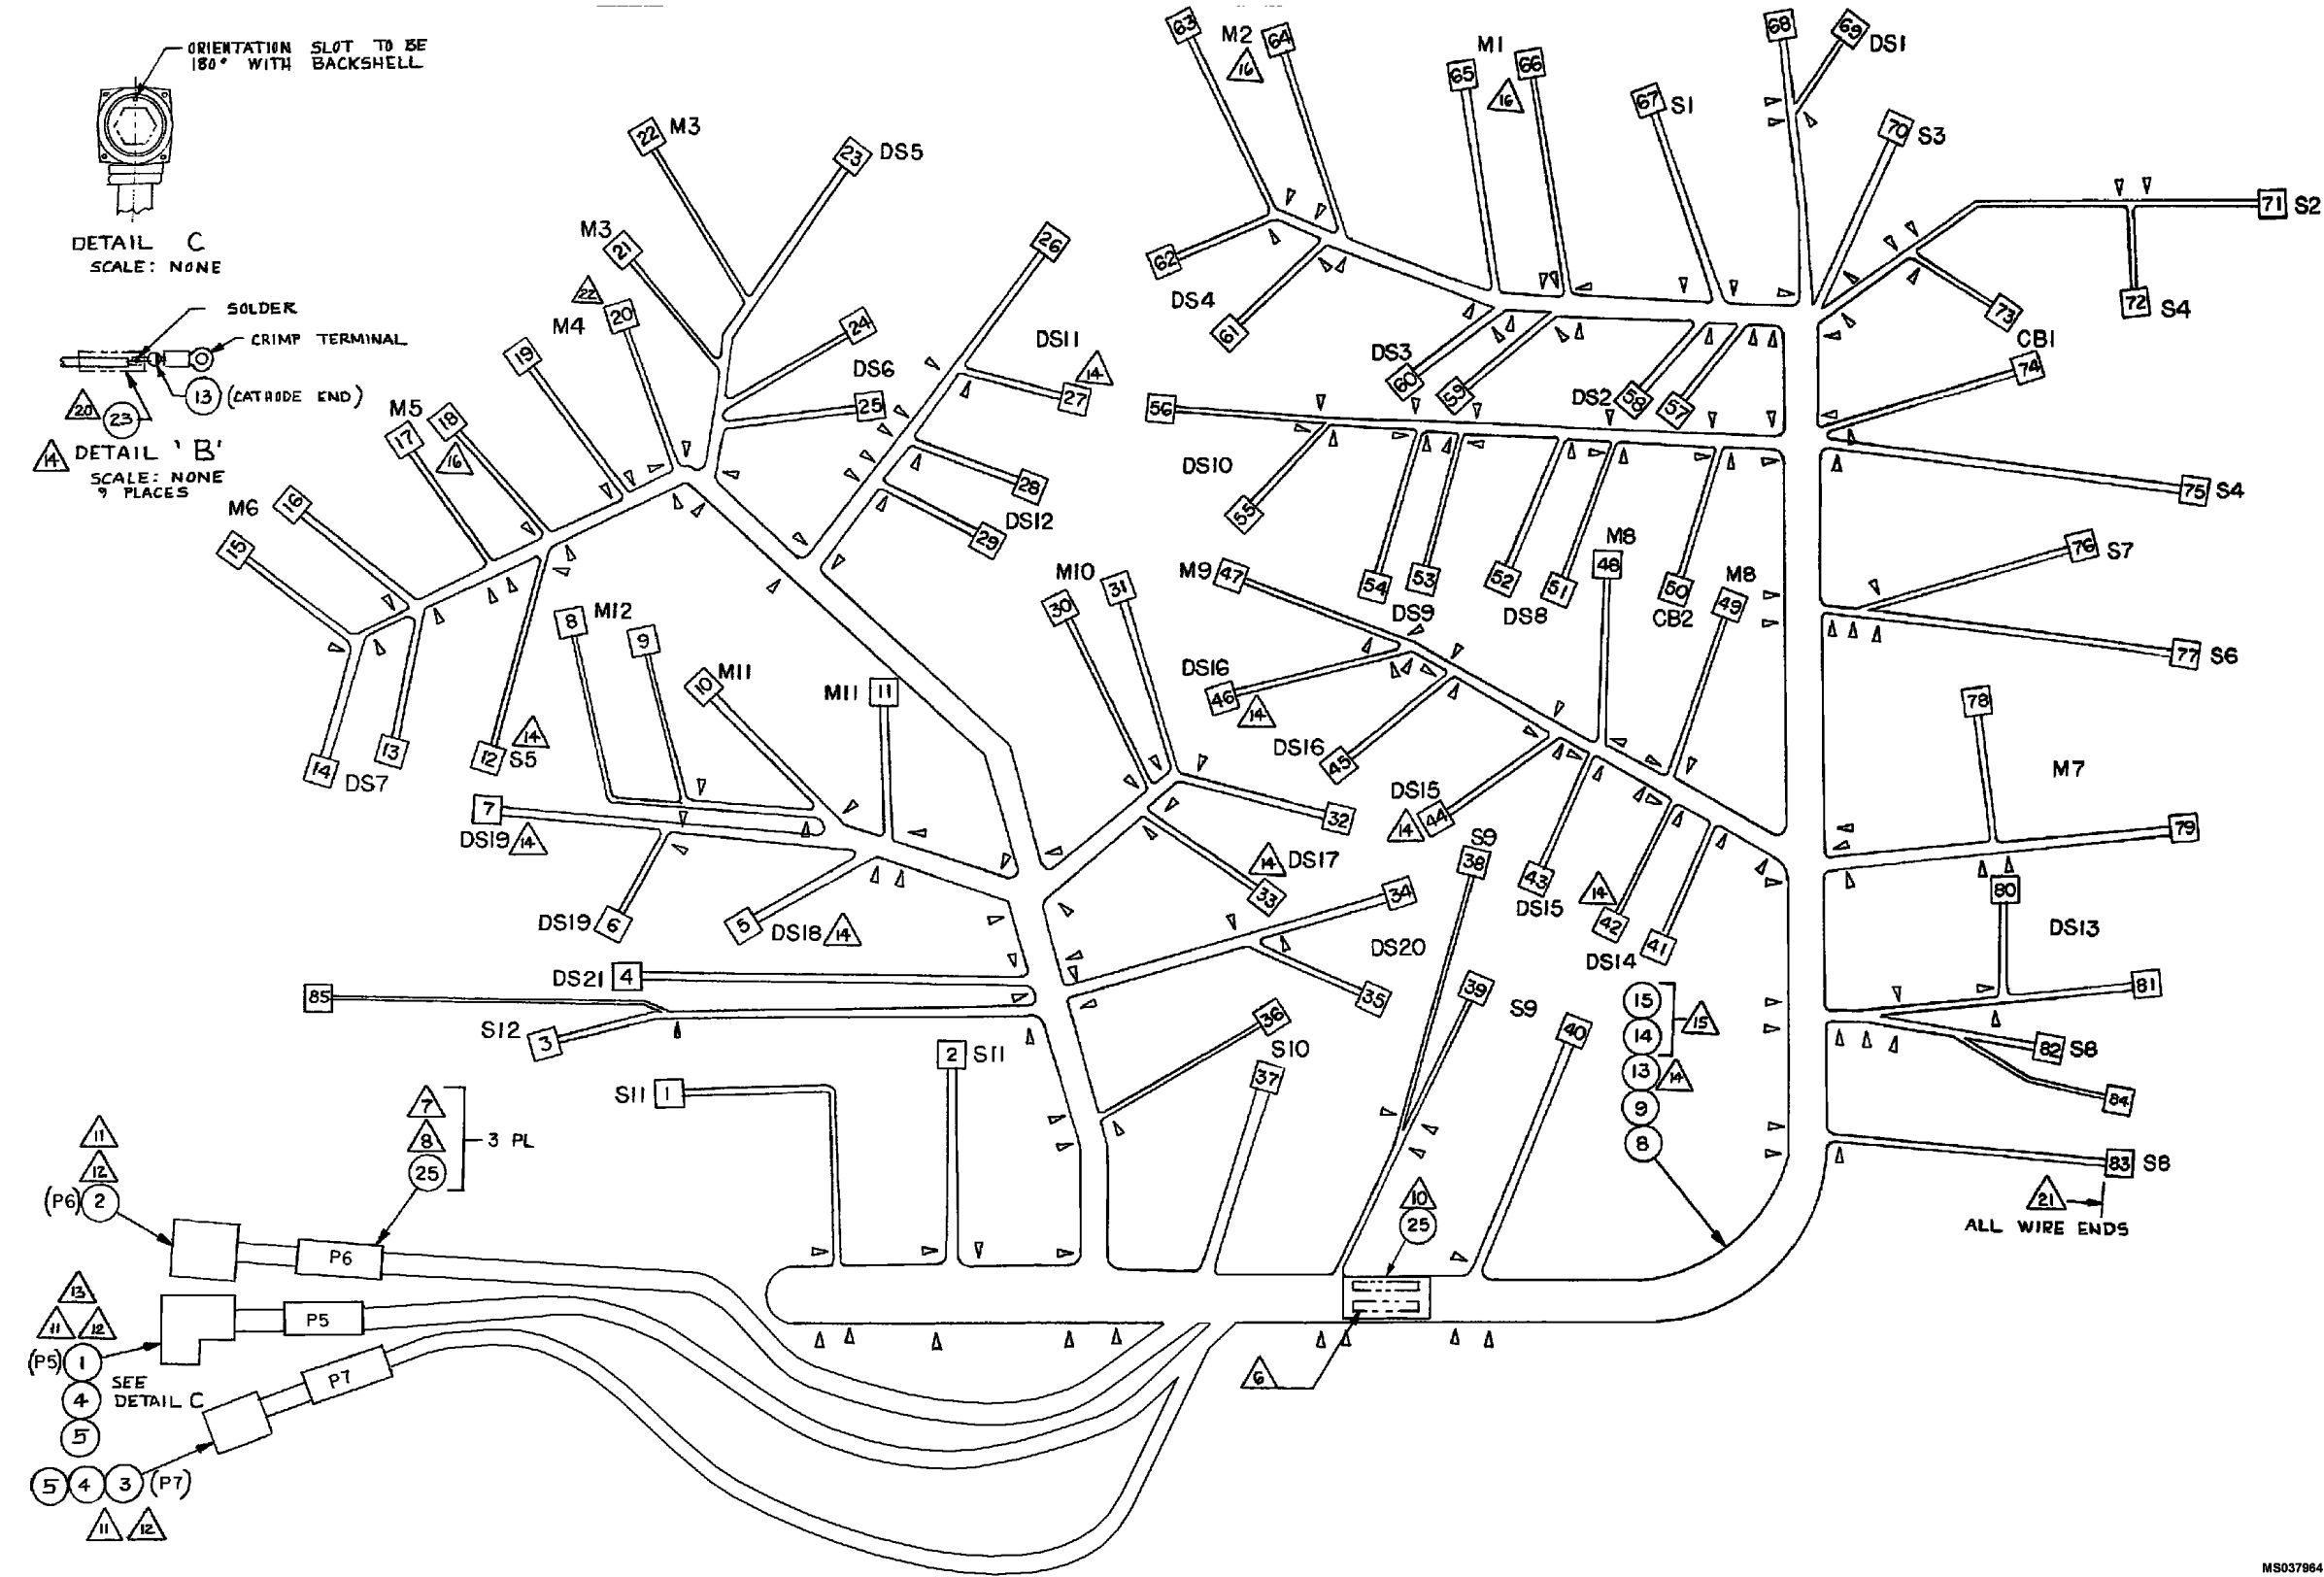 ORIENTATION SLOT TO BE
180° WITH BACKSHELL
DETAIL C
SCALE: NONE
SOLDER
CRIMP TERMINAL
13 (CATHODE END)
20
23
14 DETAIL 'B'
SCALE: NONE
9 PLACES
22 M3
23 DS5
M3
21
22
20
M4
19
24
DS6
25
26
DS11
14
27
M5
18
17
16
28
DS12
29
M6
16
15
14
DS7
13
14
12 S5
8 M12
9
10 M11
M11 11
7
DS19 14
DS19 6
5 DS18 14
DS21 4
85
S12 3
2 S11
S11 1
M10
30
31
32
14 DS17
33
34
DS20
35
36
S10
37
S9
38
39
S9
40
63
M2
64
16
62
DS4
61
M1
65
66
16
67 S1
68
69 DS1
70 S3
71 S2
72 S4
73
CB1
74
75 S4
DS3
60
59
DS2 58
57
56
DS10
55
54
53
DS9
52
DS8
51
50
CB2
M8
48
M8
49
M9 47
DS16
46
14
DS16
45
DS15
14 44
43
DS15
14
42
DS14
41
76 S7
77 S6
78
M7
79
80
DS13
81
82 S8
84
83 S8
21
ALL WIRE ENDS
15
14
15
13 14
9
8
7
8
25
3 PL
11
12
(P6) 2
P6
13
11 12
(P5) 1
P5
4
SEE
DETAIL C
5
P7
5 4 3 (P7)
11 12
10
25
6
MS037964